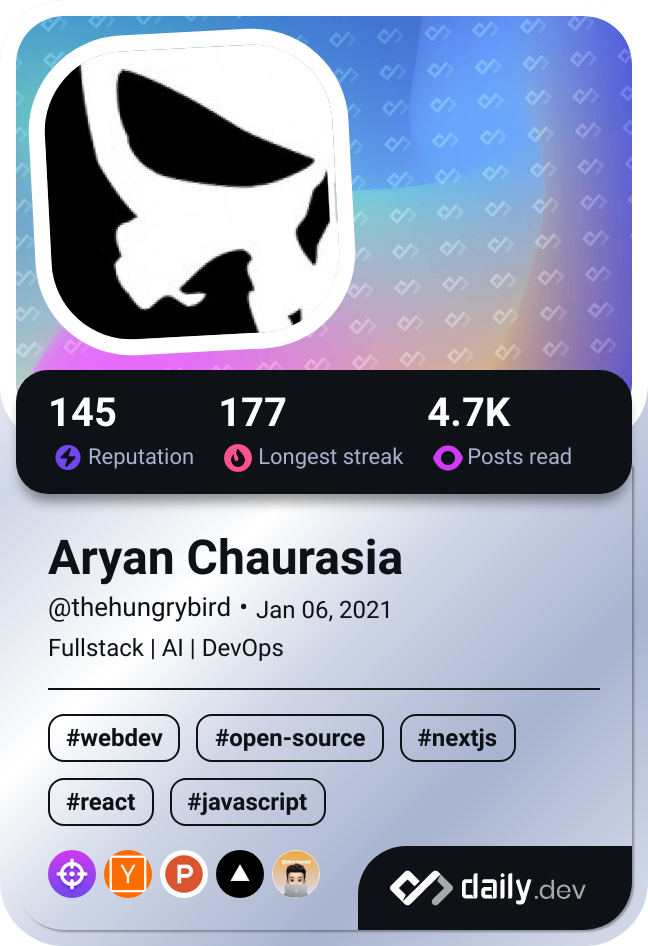 145 177 4.7K
Reputation Longest streak Posts read
Aryan Chaurasia
@thehungrybird • Jan 06, 2021
Fullstack | AI | DevOps
#webdev #open-source #nextjs
#react #javascript
Y P
daily.dev